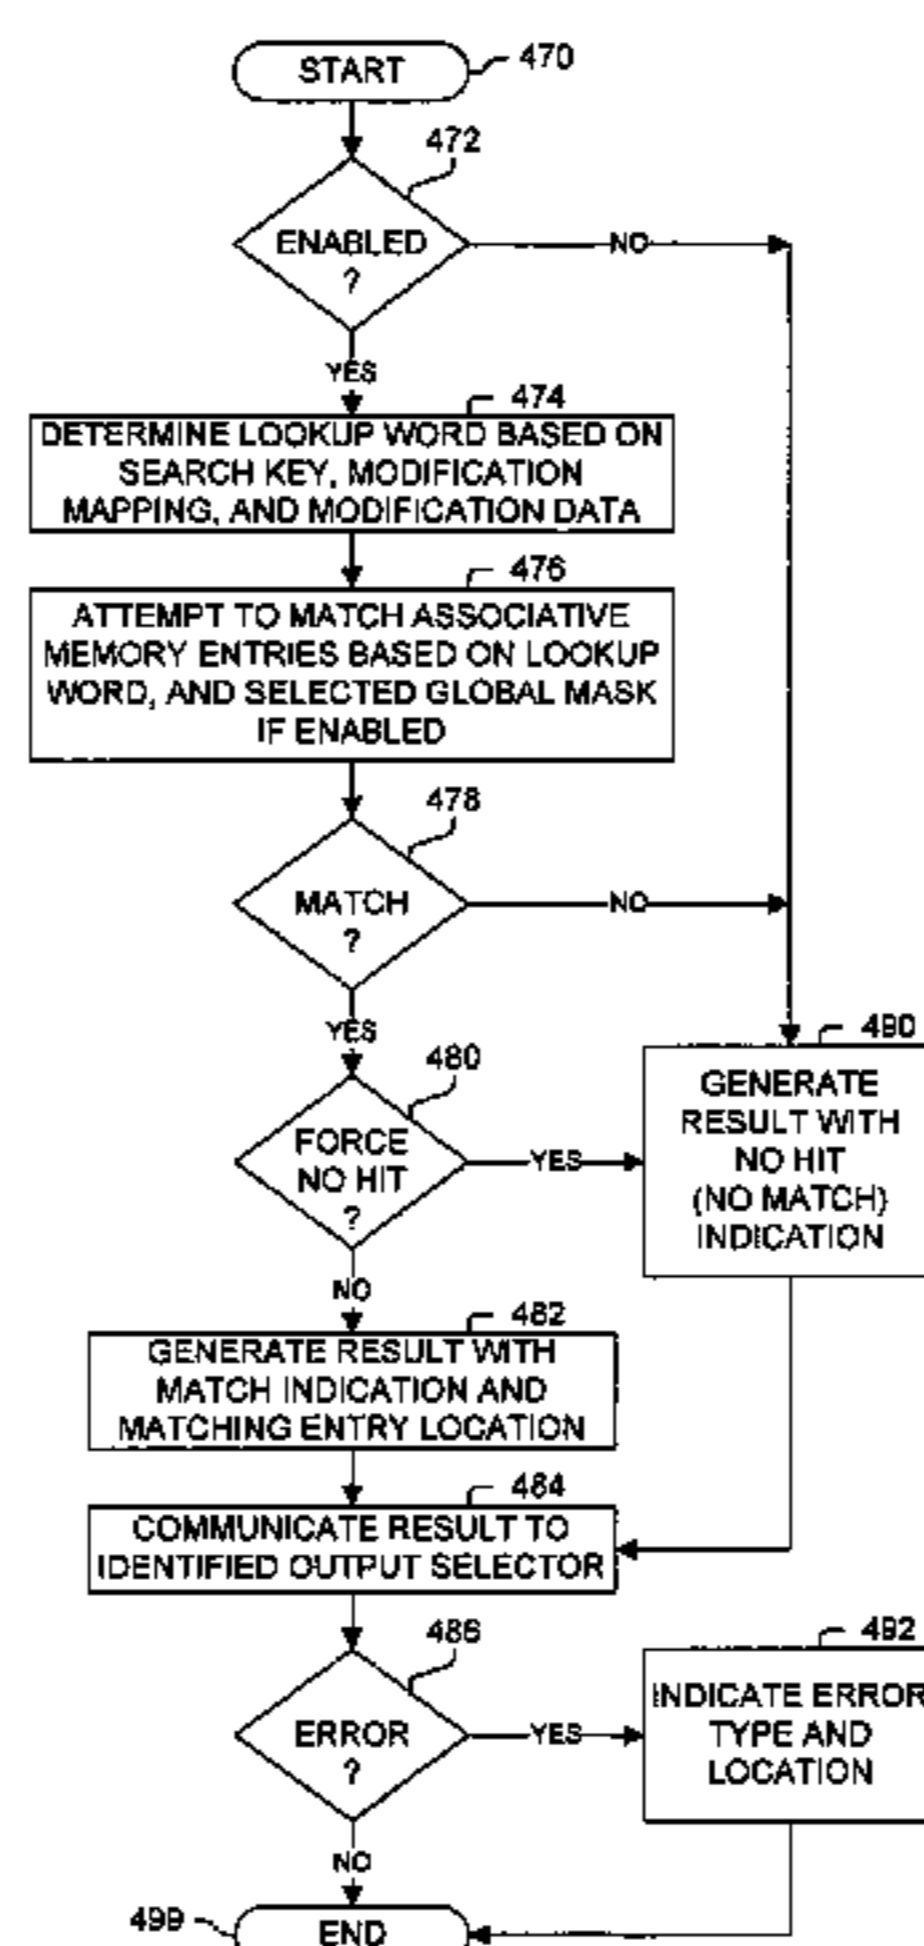 START
470
472
ENABLED
?
NO
YES
474
DETERMINE LOOKUP WORD BASED ON
SEARCH KEY, MODIFICATION
MAPPING, AND MODIFICATION DATA
476
ATTEMPT TO MATCH ASSOCIATIVE
MEMORY ENTRIES BASED ON LOOKUP
WORD, AND SELECTED GLOBAL MASK
IF ENABLED
478
MATCH
?
NO
YES
480
FORCE
NO HIT
?
YES
490
GENERATE
RESULT WITH
NO HIT
(NO MATCH)
INDICATION
NO
482
GENERATE RESULT WITH
MATCH INDICATION AND
MATCHING ENTRY LOCATION
484
COMMUNICATE RESULT TO
IDENTIFIED OUTPUT SELECTOR
486
ERROR
?
YES
492
INDICATE ERROR
TYPE AND
LOCATION
NO
499
END